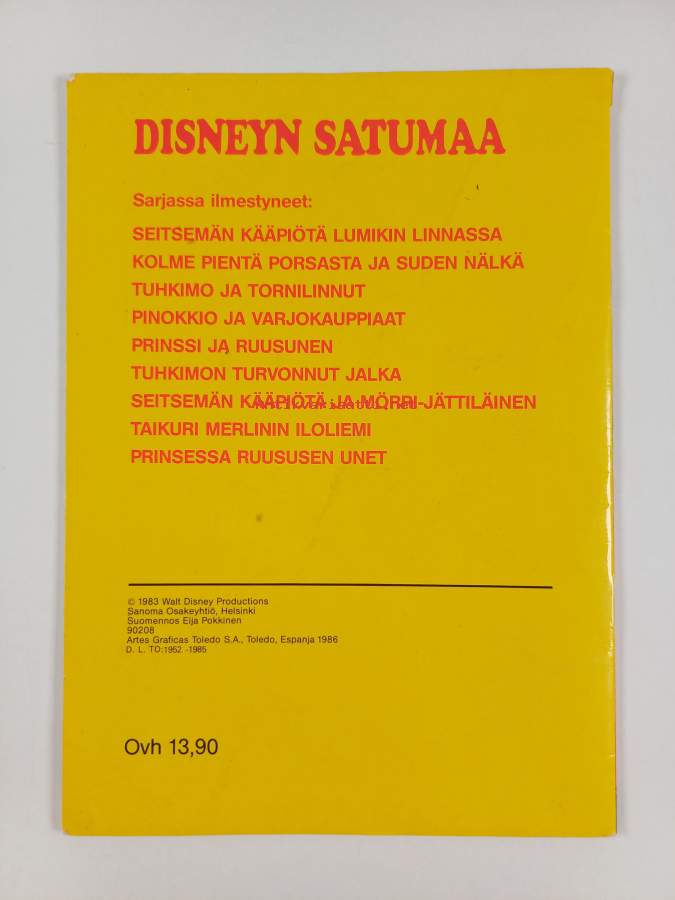 DISNEYN SATUMAA
Sarjassa ilmestyneet:
SEITSEMÄN KÄÄPIÖTÄ LUMIKIN LINNASSA
KOLME PIENTÄ PORSASTA JA SUDEN NÄLKÄ
TUHKIMO JA TORNILINNUT
PINOKKIO JA VARJOKAUPPIAAT
PRINSSI JA RUUSUNEN
TUHKIMON TURVONNUT JALKA
SEITSEMÄN KÄÄPIÖTÄ JA MÖRRI-JÄTTILÄINEN
TAIKURI MERLININ ILOLIEMI
PRINSESSA RUUSUSEN UNET
© 1983 Walt Disney Productions
Sanoma Osakeyhtiö, Helsinki
Suomennos Eija Pokkinen
90208
Artes Graficas Toledo S.A., Toledo, Espanja 1986
D. L. TO:1952 -1985
Ovh 13,90